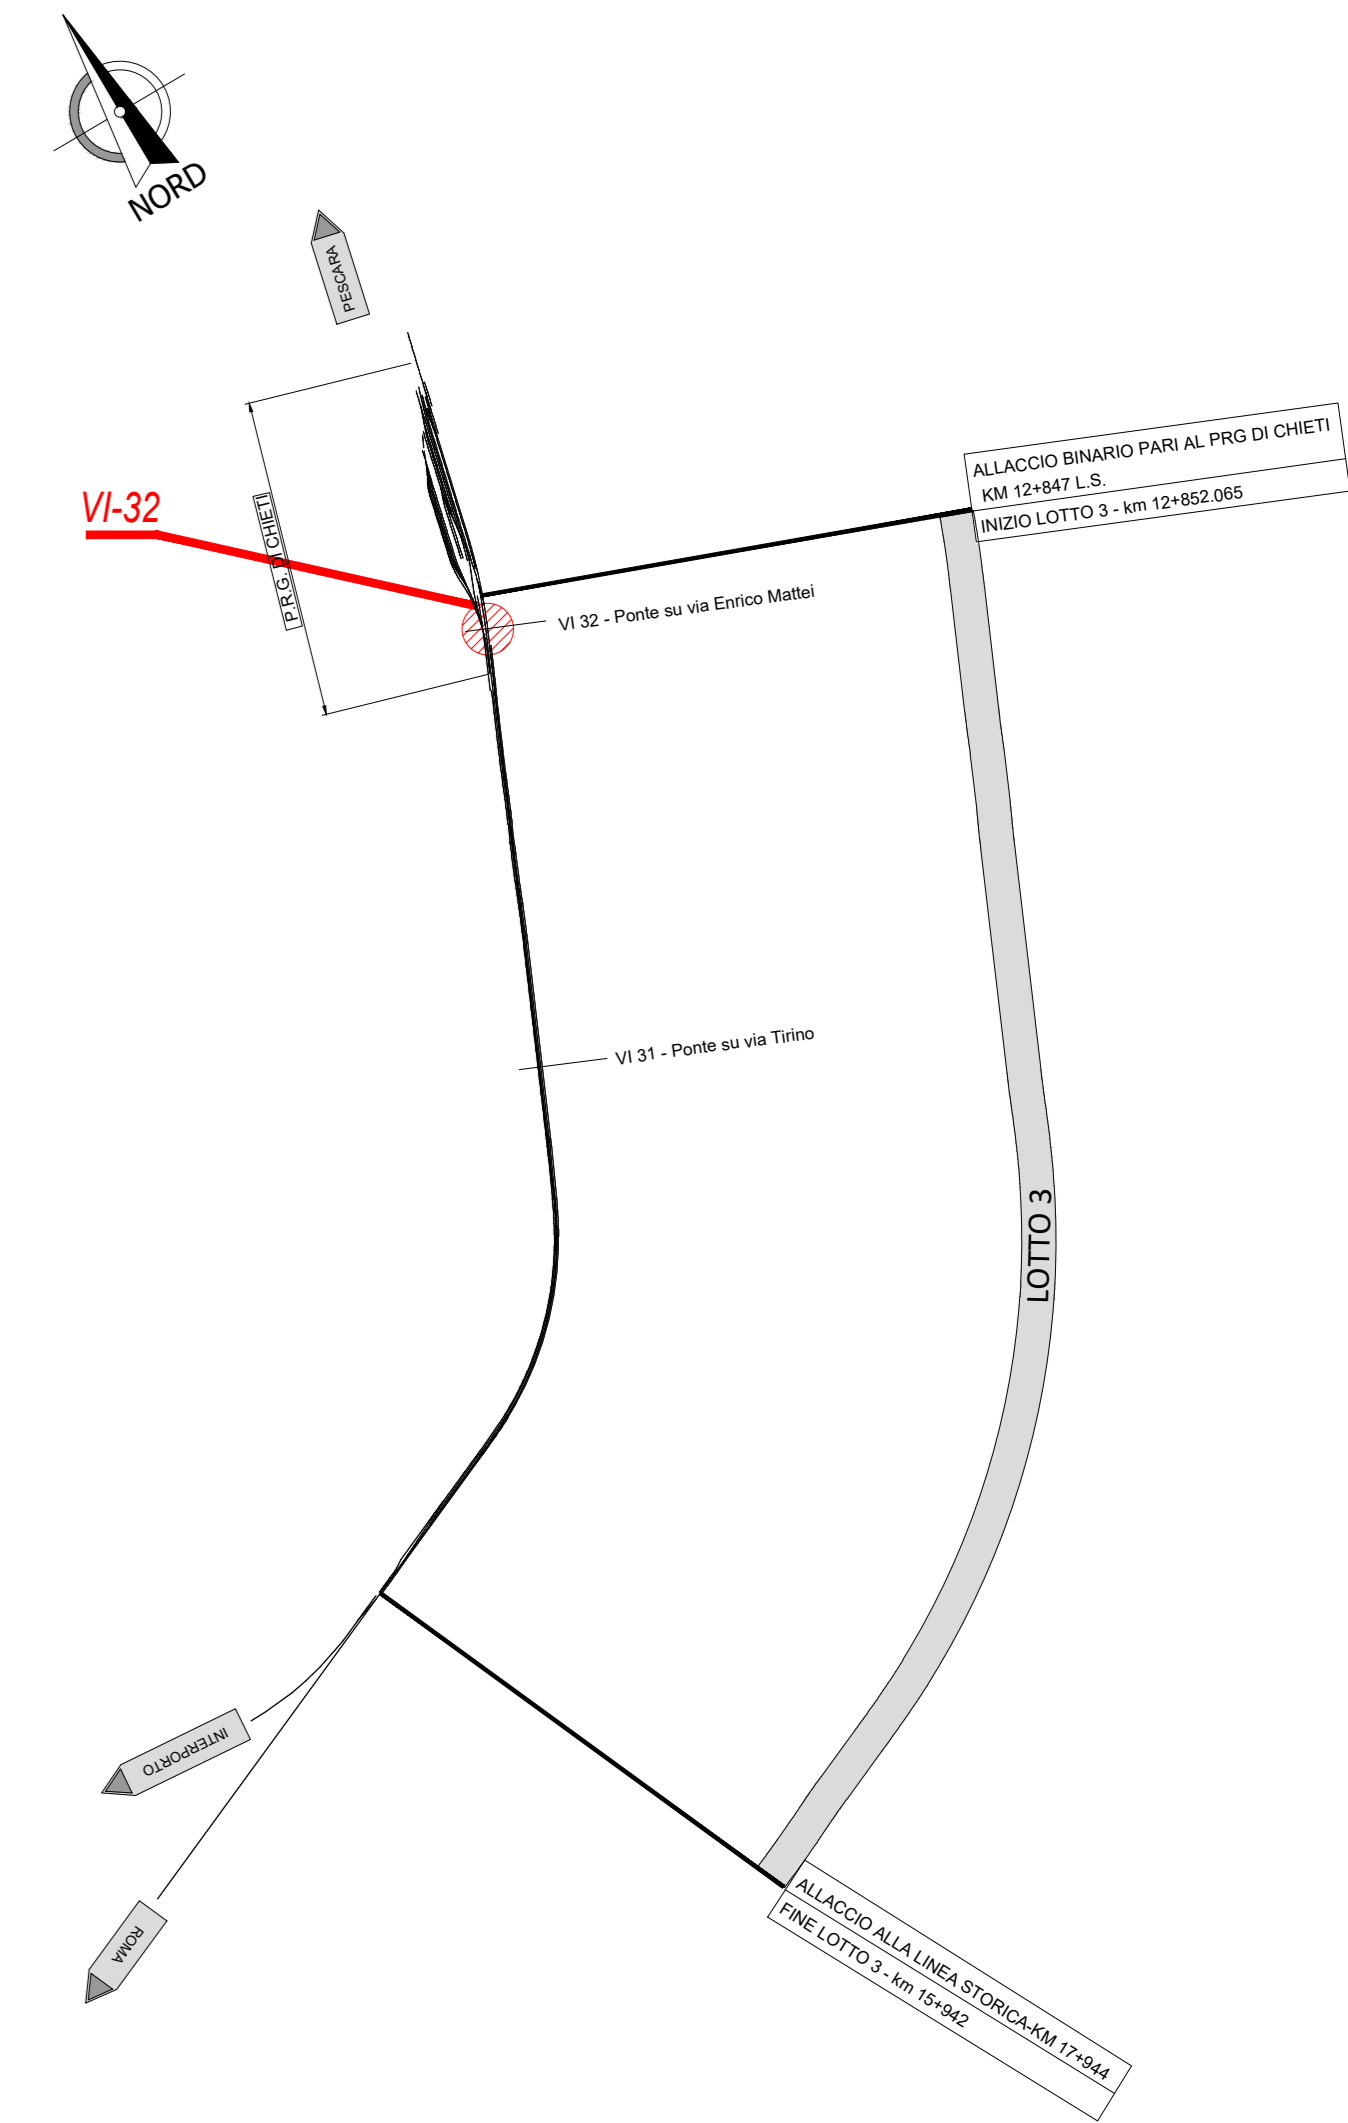 NORD
PESCARA
VI-32
P.R.G. DI CHIETI
ALLACCIO BINARIO PARI AL PRG DI CHIETI
KM 12+847 L.S.
INIZIO LOTTO 3 - km 12+852.065
VI 32 - Ponte su via Enrico Mattei
VI 31 - Ponte su via Tirino
LOTTO 3
INTERPORTO
ROMA
ALLACCIO ALLA LINEA STORICA-KM 17+944
FINE LOTTO 3 - km 15+942